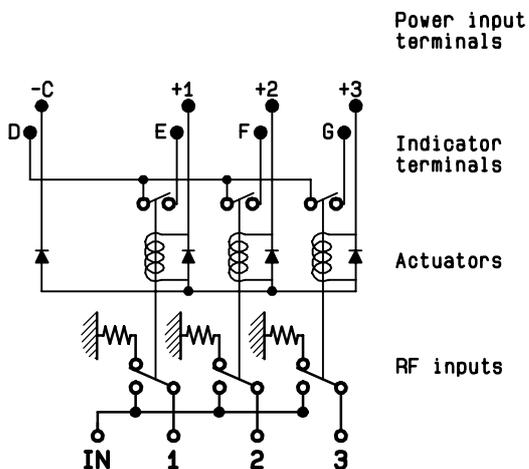 Power input
terminals
-C +1 +2 +3
D E F G
Indicator
terminals
Actuators
RF inputs
IN 1 2 3